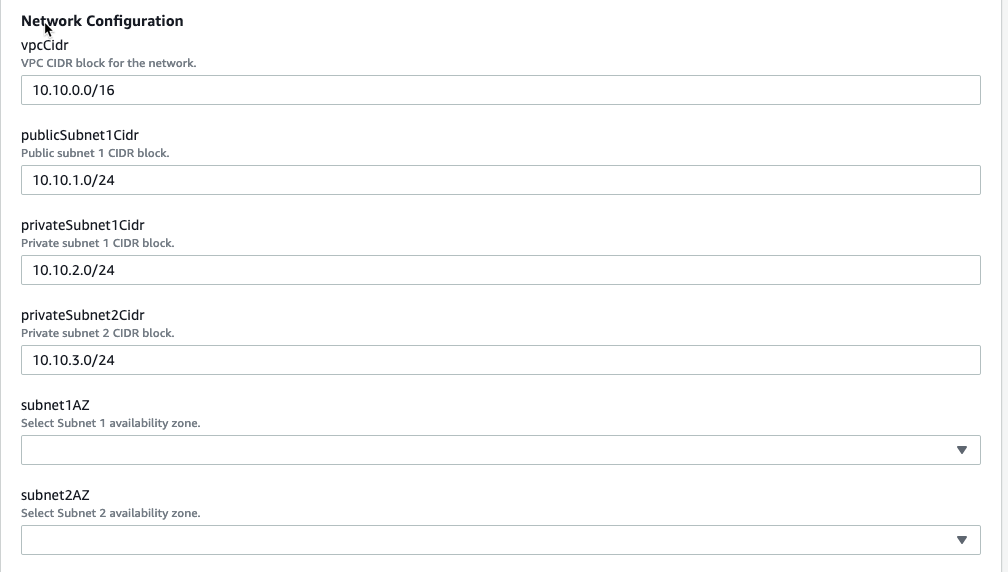 Network Configuration
vpcCidr
VPC CIDR block for the network.
10.10.0.0/16
publicSubnet1Cidr
Public subnet 1 CIDR block.
10.10.1.0/24
privateSubnet1Cidr
Private subnet 1 CIDR block.
10.10.2.0/24
privateSubnet2Cidr
Private subnet 2 CIDR block.
10.10.3.0/24
subnet1AZ
Select Subnet 1 availability zone.
subnet2AZ
Select Subnet 2 availability zone.